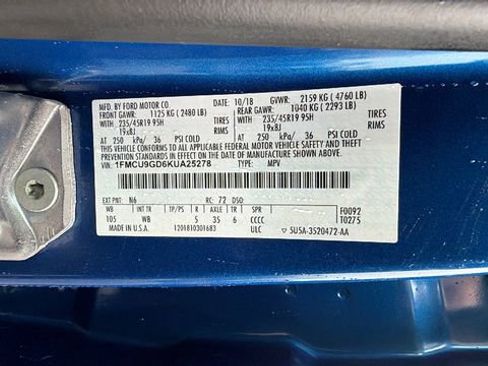 MFD. BY FORD MOTOR CO. 10/18 GVWR: 2159 KG ( 4760 LB)
FRONT GAWR: 1125 KG ( 2480 LB) REAR GAWR: 1040 KG ( 2293 LB)
WITH TIRES WITH TIRES
235/45R19 95H RIMS 235/45R19 95H RIMS
19x8J 19x8J
AT 250 kPa/ 36 PSI COLD AT 250 kPa/ 36 PSI COLD
THIS VEHICLE CONFORMS TO ALL APPLICABLE FEDERAL MOTOR VEHICLE SAFETY AND THEFT PREVENTION STANDARDS IN EFFECT ON THE DATE OF MANUFACTURE SHOWN ABOVE.
VIN: 1FMCU9GD6KUA25278 TYPE: MPV
EXT PNT: N6 RC: 72 DSO:
WB INT TR TP/PS R AXLE TR SPR F0092
105 WB 5 35 6 CCCC T0275
MADE IN U.S.A. 1201810301683 ULC 5U5A-3520472-AA